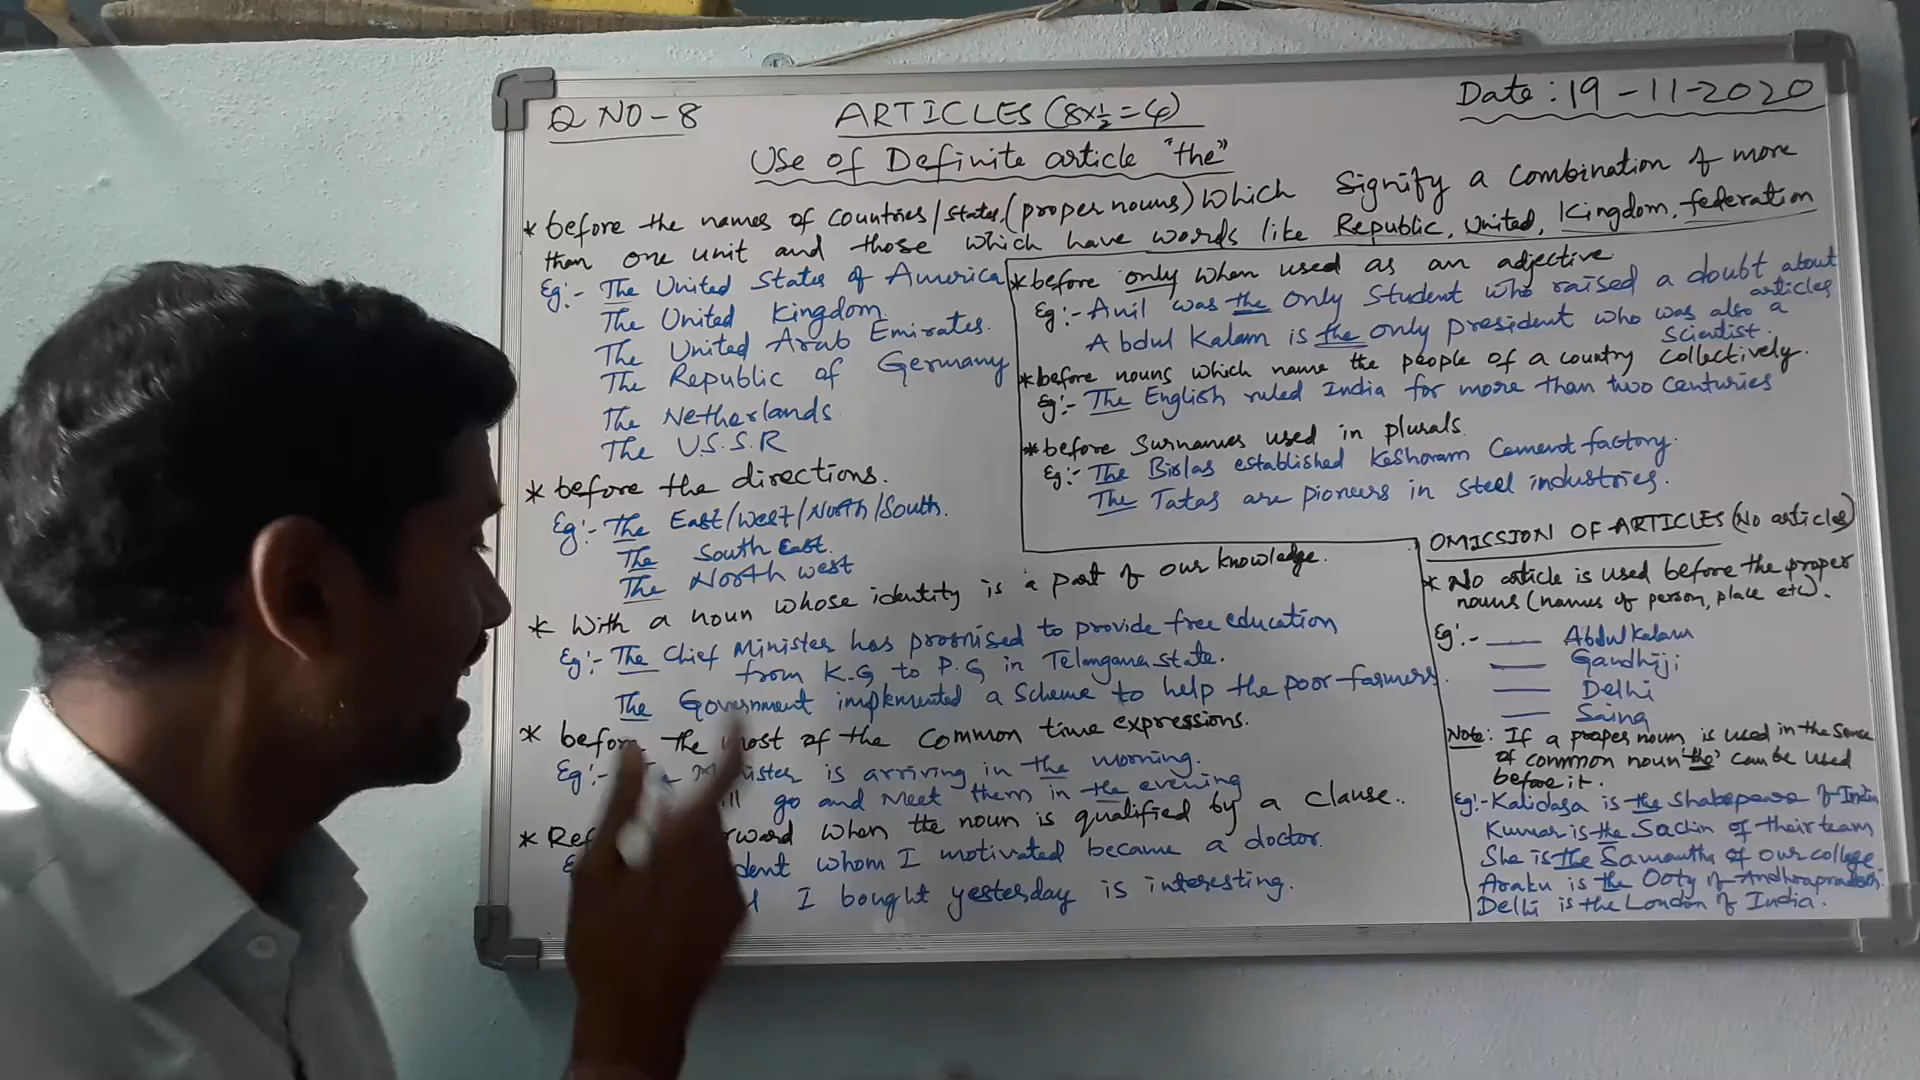 Q NO - 8
ARTICLES (8x½=4)
Date : 19 - 11 - 2020
Use of Definite article "the"
* before the names of countries/states, (proper nouns) which signify a combination of more
than one unit and those which have words like Republic, United, Kingdom, federation
Eg:- The United States of America
The United Kingdom
The United Arab Emirates.
The Republic of Germany
The Netherlands
The U.S.S.R
* before the directions.
Eg:- The East/West/North/South.
The South East.
The North West
* With a noun whose identity is a part of our knowledge.
Eg:- The Chief Minister has promised to provide free education
from K.G to P.G in Telangana state.
The Government implemented a scheme to help the poor farmers.
* before the most of the common time expressions.
Eg:- Minister is arriving in the morning.
go and meet them in the evening
* when the noun is qualified by a clause..
whom I motivated became a doctor.
I bought yesterday is interesting.
* before only when used as an adjective
Eg:- Anil was the only student who raised a doubt about
articles
Abdul Kalam is the only president who was also a
Scientist.
* before nouns which name the people of a country collectively.
Eg:- The English ruled India for more than two centuries
* before Surnames used in plurals.
Eg:- The Birlas established Keshoram Cement factory.
The Tatas are pioneers in steel industries.
OMISSION OF ARTICLES (No articles)
* No article is used before the proper
nouns (names of person, place etc).
Eg:- ___ Abdul kalam
___ Gandhiji
___ Delhi
___
Note: If a proper noun is used in the sense
of common noun 'the' can be used
before it.
Eg:- Kalidasa is the of India
Kumar is the Sachin of their team
She is the Samantha of our college.
Araku is the Ooty of Andhrapradesh.
Delhi is the London of India.